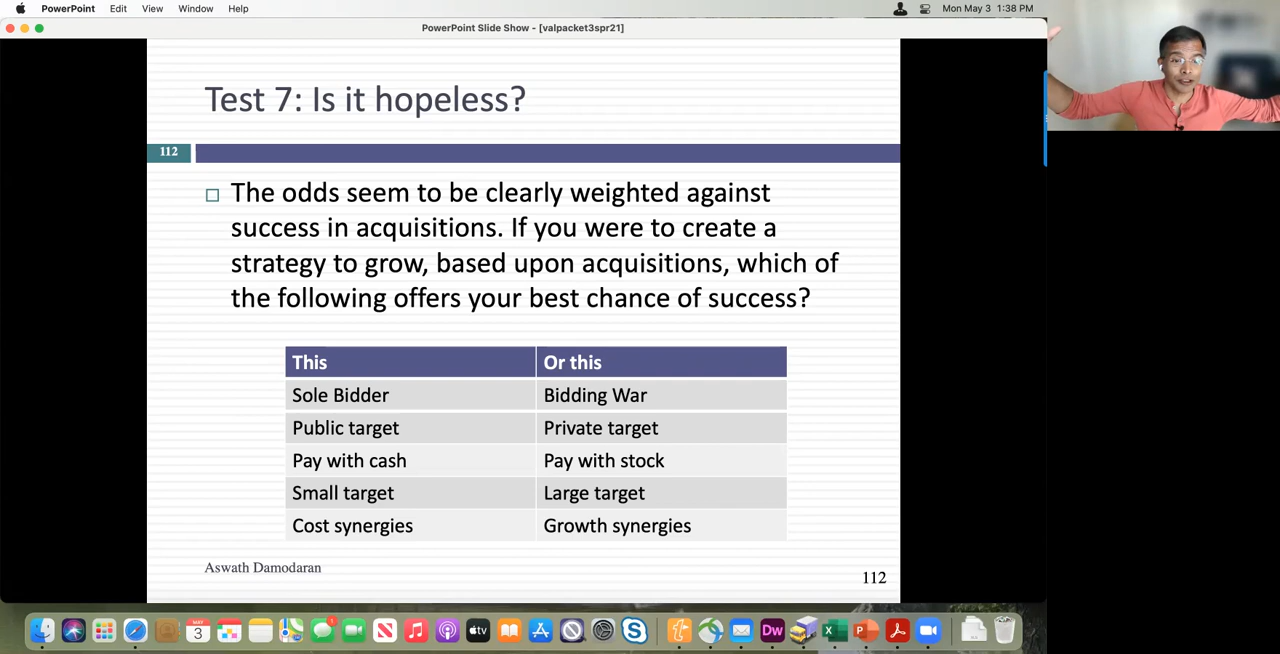 PowerPoint Edit View Window Help Mon May 3 1:38 PM
PowerPoint Slide Show - [valpacket3spr21]
Test 7: Is it hopeless?
112
The odds seem to be clearly weighted against
success in acquisitions. If you were to create a
strategy to grow, based upon acquisitions, which of
the following offers your best chance of success?
This Or this
Sole Bidder Bidding War
Public target Private target
Pay with cash Pay with stock
Small target Large target
Cost synergies Growth synergies
Aswath Damodaran
112
MAY
3
tv
Dw
X
P